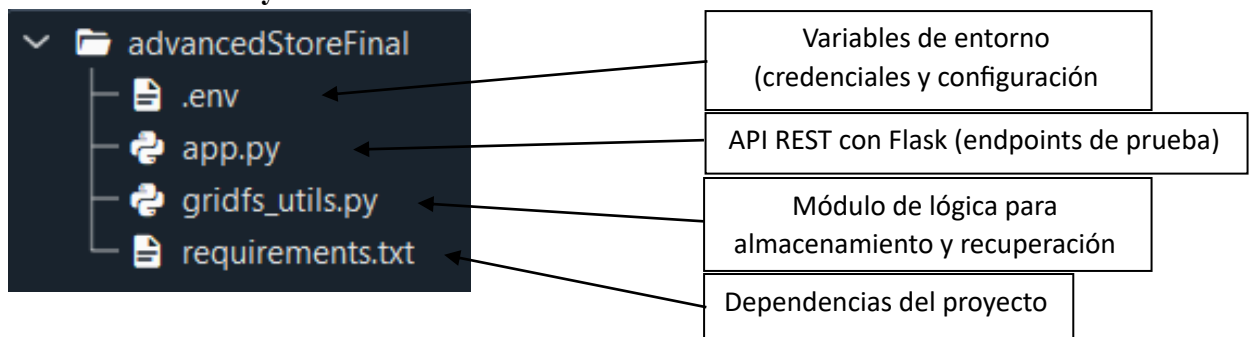 advancedStoreFinal
.env
app.py
gridfs_utils.py
requirements.txt
Variables de entorno
(credenciales y configuración
API REST con Flask (endpoints de prueba)
Módulo de lógica para
almacenamiento y recuperación
Dependencias del proyecto